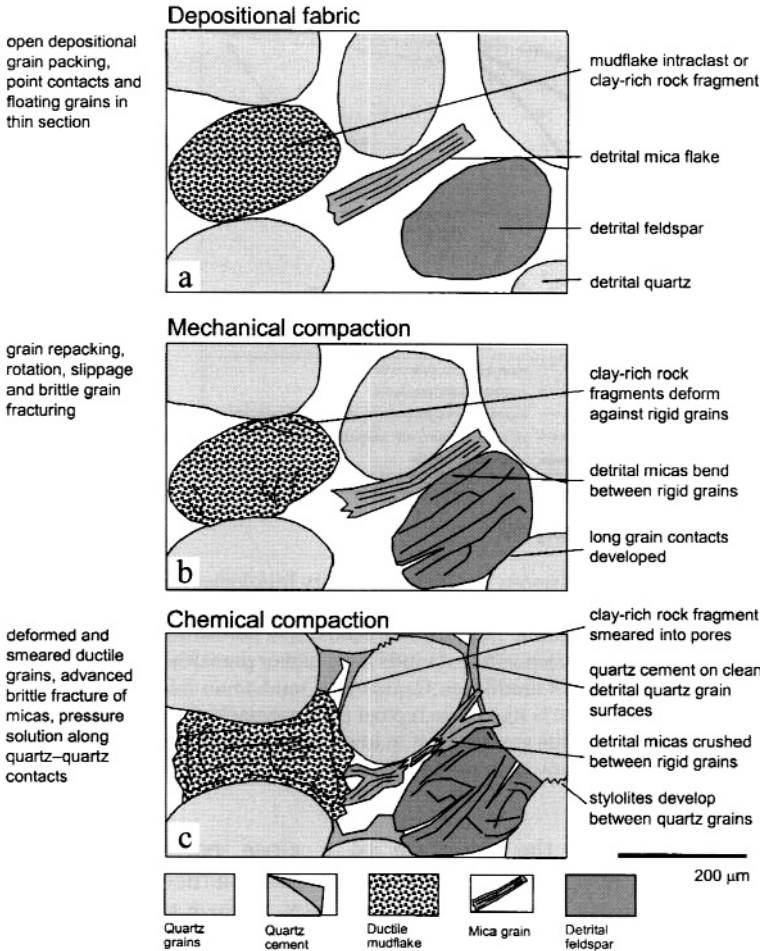 Depositional fabric
open depositional
grain packing,
point contacts and
floating grains in
thin section
mudflake intraclast or
clay-rich rock fragment
detrital mica flake
detrital feldspar
detrital quartz
a
Mechanical compaction
grain repacking,
rotation, slippage
and brittle grain
fracturing
clay-rich rock
fragments deform
against rigid grains
detrital micas bend
between rigid grains
long grain contacts
developed
b
Chemical compaction
deformed and
smeared ductile
grains, advanced
brittle fracture of
micas, pressure
solution along
quartz–quartz
contacts
clay-rich rock fragment
smeared into pores
quartz cement on clean
detrital quartz grain
surfaces
detrital micas crushed
between rigid grains
stylolites develop
between quartz grains
c
200 µm
Quartz
grains
Quartz
cement
Ductile
mudflake
Mica grain
Detrital
feldspar